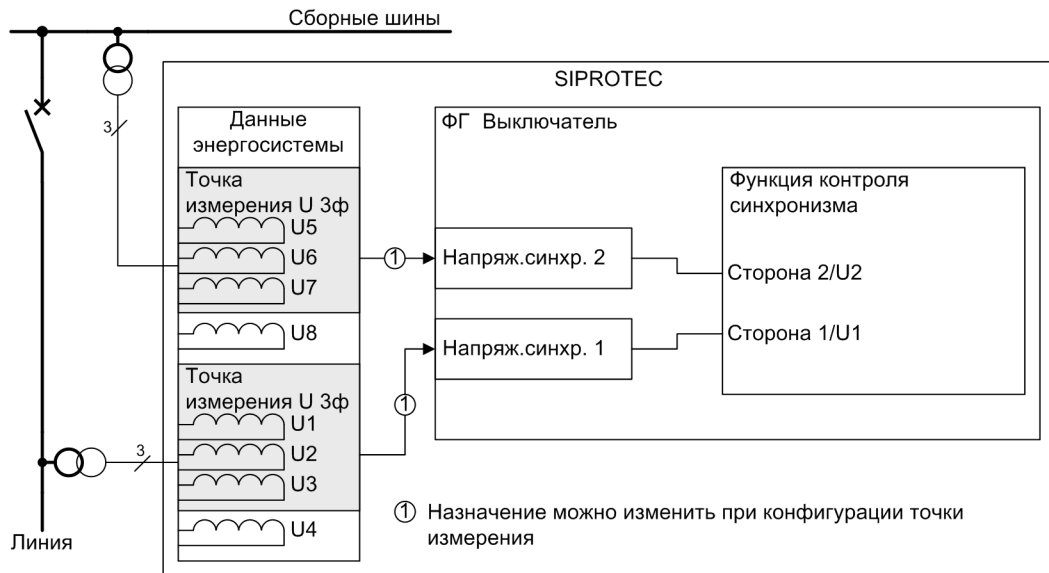 Сборные шины
SIPROTEC
3
Данные
энергосистемы
Точка
измерения U 3ф
U5
U6
U7
U8
Точка
измерения U 3ф
U1
U2
U3
U4
3
Линия
ФГ Выключатель
1
Напряж.синхр. 2
1
Напряж.синхр. 1
Функция контроля
синхронизма
Сторона 2/U2
Сторона 1/U1
1 Назначение можно изменить при конфигурации точки
измерения